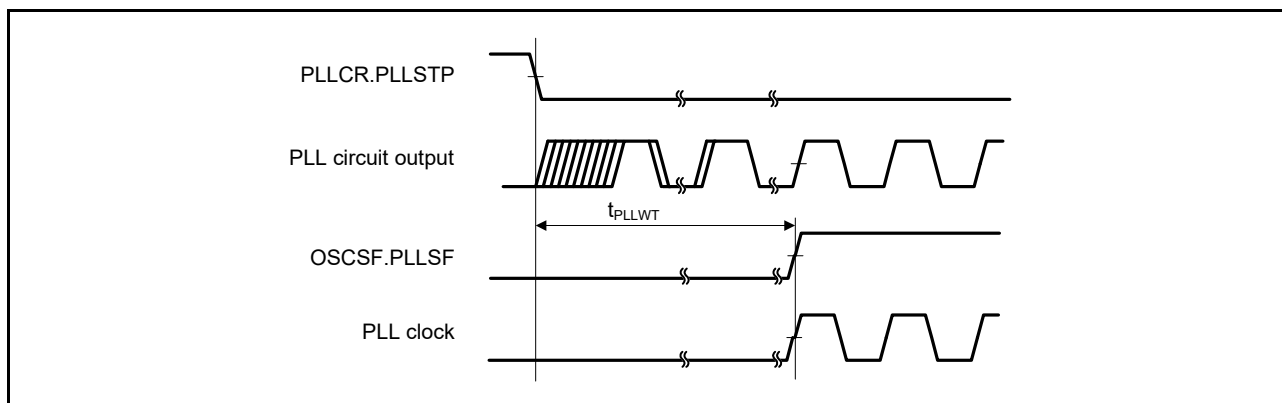 PLLCR.PLLSTP
PLL circuit output
tPLLWT
OSCSF.PLLSF
PLL clock